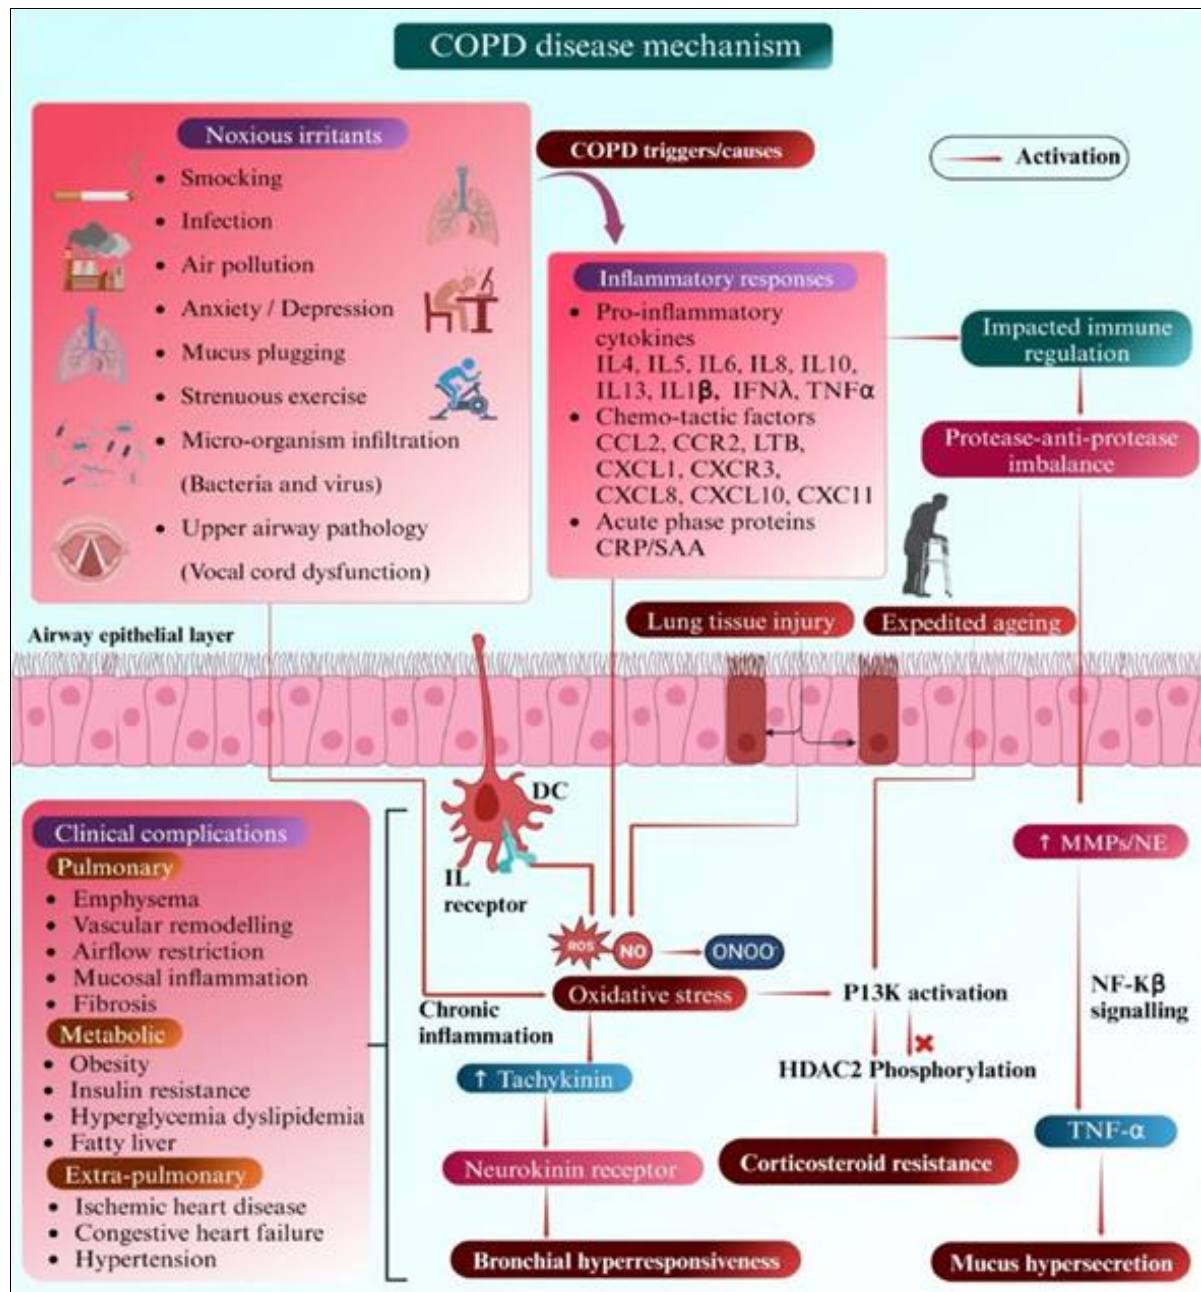 COPD disease mechanism
Noxious irritants
• Smocking
• Infection
• Air pollution
• Anxiety / Depression
• Mucus plugging
• Strenuous exercise
• Micro-organism infiltration
(Bacteria and virus)
• Upper airway pathology
(Vocal cord dysfunction)
COPD triggers/causes
Activation
Inflammatory responses
• Pro-inflammatory
cytokines
IL4, IL5, IL6, IL8, IL10,
IL13, IL1β, IFNλ, TNFα
• Chemo-tactic factors
CCL2, CCR2, LTB,
CXCL1, CXCR3,
CXCL8, CXCL10, CXC11
• Acute phase proteins
CRP/SAA
Impacted immune
regulation
Protease-anti-protease
imbalance
Lung tissue injury
Expedited ageing
Airway epithelial layer
DC
IL
receptor
ROS
NO
ONOO⁻
Oxidative stress
Chronic
inflammation
↑ Tachykinin
Neurokinin receptor
Bronchial hyperresponsiveness
P13K activation
HDAC2 Phosphorylation
Corticosteroid resistance
↑ MMPs/NE
NF-Kβ
signalling
TNF-α
Mucus hypersecretion
Clinical complications
Pulmonary
• Emphysema
• Vascular remodelling
• Airflow restriction
• Mucosal inflammation
• Fibrosis
Metabolic
• Obesity
• Insulin resistance
• Hyperglycemia dyslipidemia
• Fatty liver
Extra-pulmonary
• Ischemic heart disease
• Congestive heart failure
• Hypertension